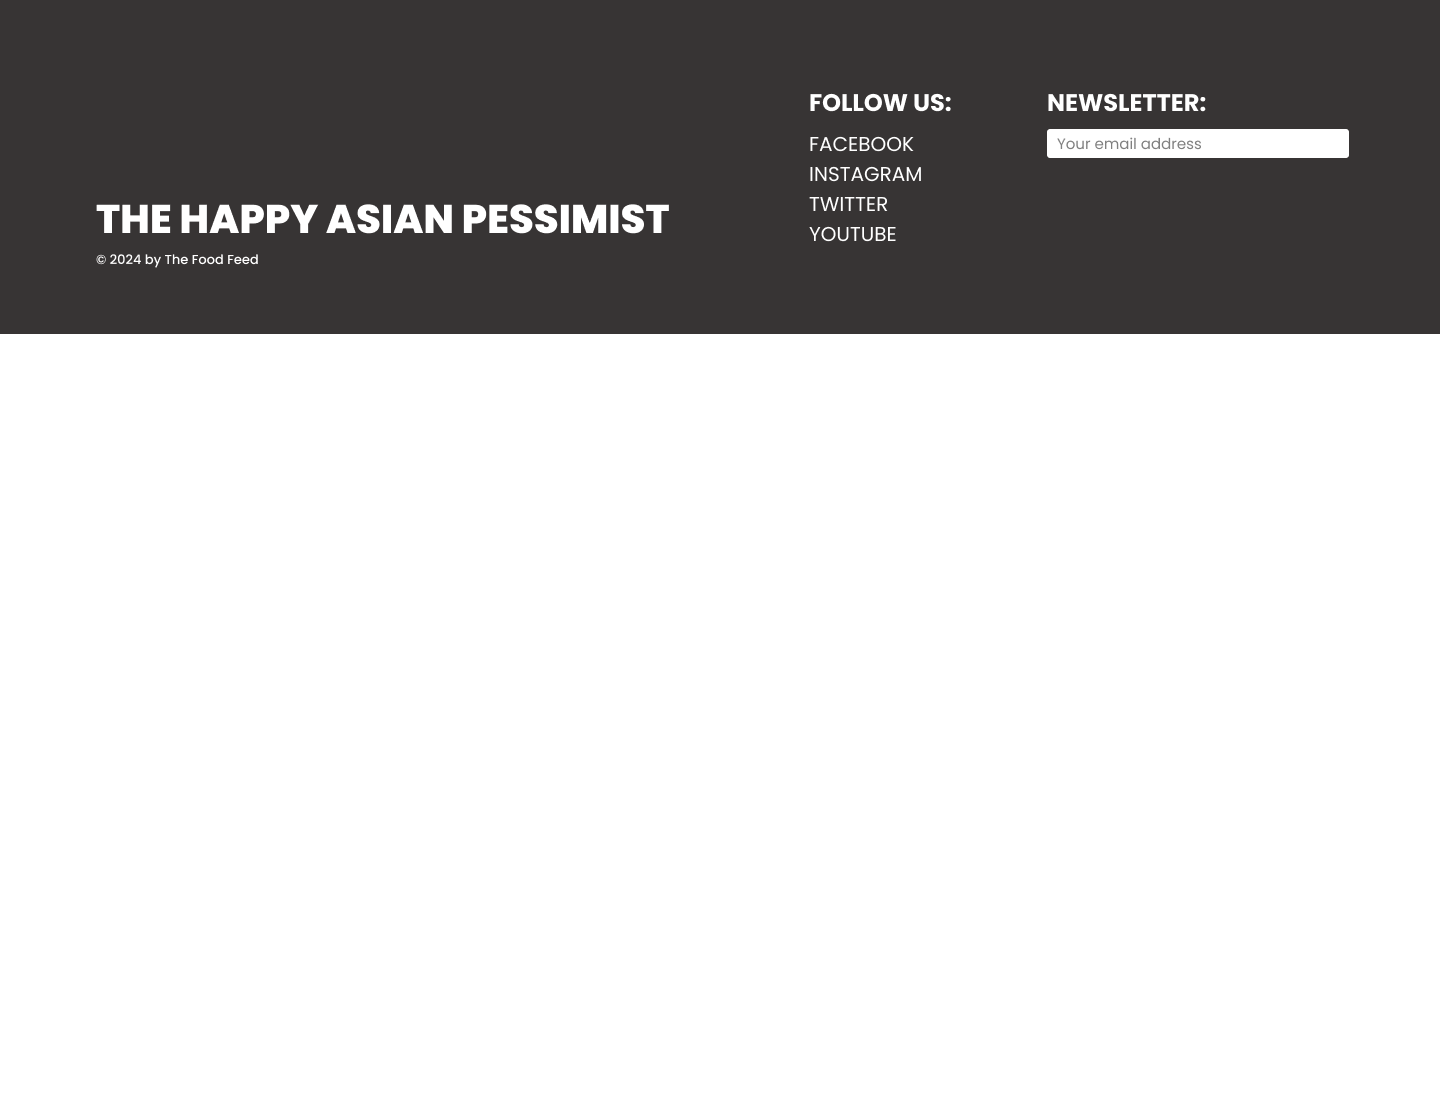 THE HAPPY ASIAN PESSIMIST
© 2024 by The Food Feed
FOLLOW US:
FACEBOOK
INSTAGRAM
TWITTER
YOUTUBE
NEWSLETTER:
Your email address